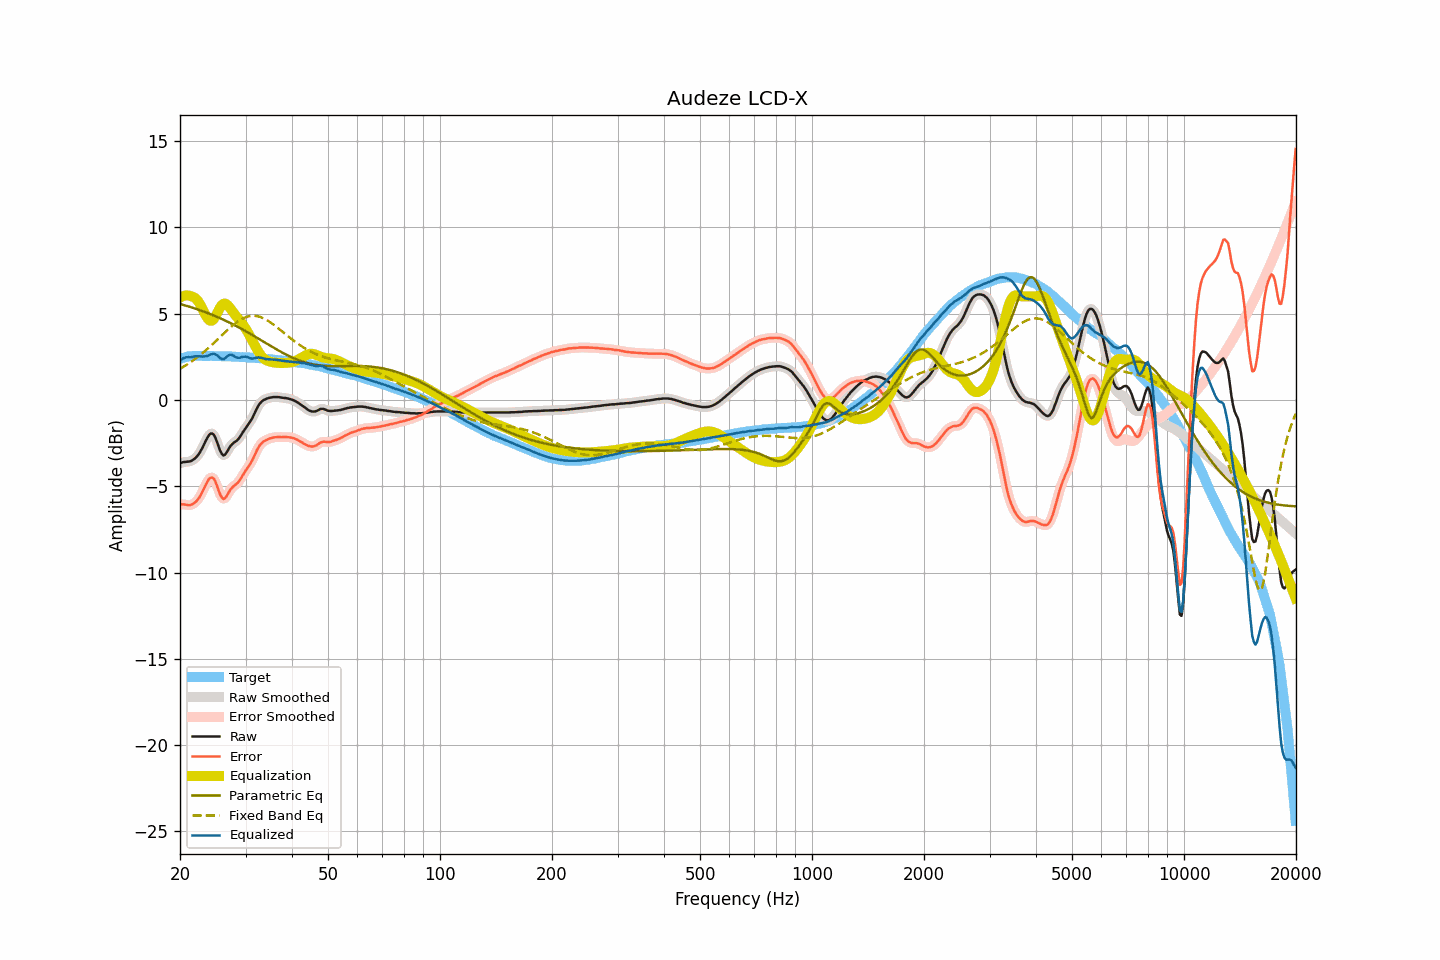 Audeze LCD-X
Amplitude (dBr)
15
10
5
0
−5
−10
−15
−20
−25
Target
Raw Smoothed
Error Smoothed
Raw
Error
Equalization
Parametric Eq
Fixed Band Eq
Equalized
20 50 100 200 500 1000 2000 5000 10000 20000
Frequency (Hz)